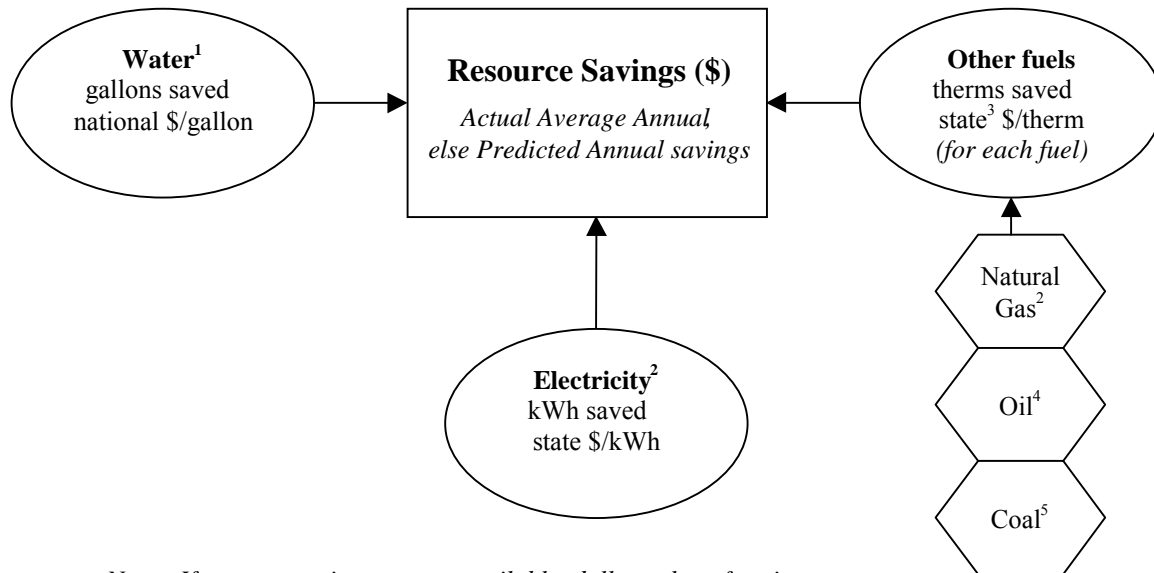 Water¹
gallons saved
national $/gallon
Resource Savings ($)
Actual Average Annual,
else Predicted Annual savings
Other fuels
therms saved
state³ $/therm
(for each fuel)
Electricity²
kWh saved
state $/kWh
Natural
Gas²
Oil⁴
Coal⁵